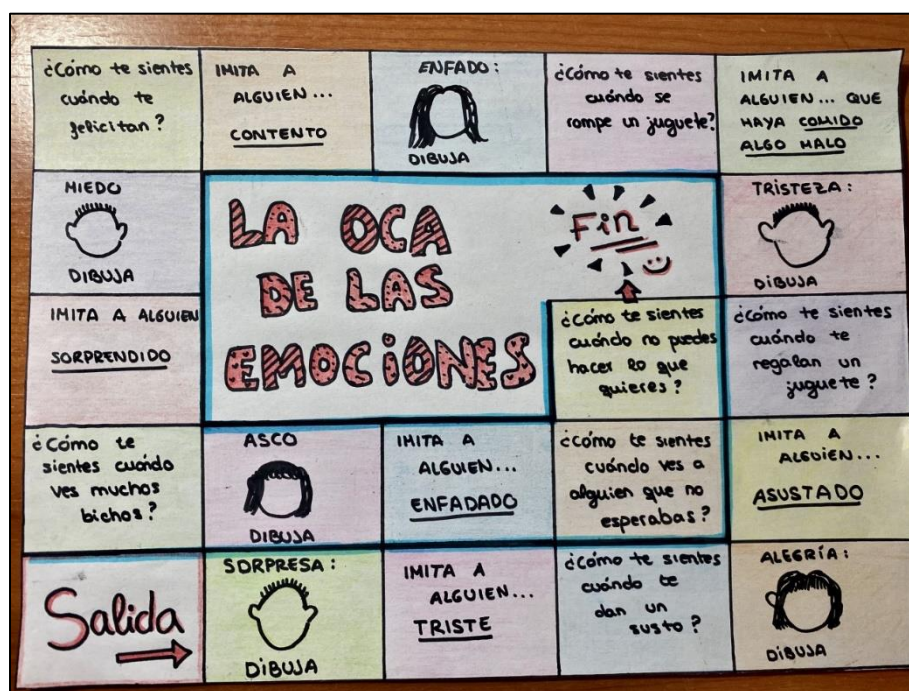 ¿Cómo te sientes
cuándo te
felicitan?
IMITA A
ALGUIEN...
CONTENTO
ENFADO:
DIBUJA
¿Cómo te sientes
cuándo se
rompe un juguete?
IMITA A
ALGUIEN... QUE
HAYA COMIDO
ALGO MALO
MIEDO
DIBUJA
LA OCA
DE LAS
EMOCIONES
Fin
TRISTEZA:
DIBUJA
IMITA A ALGUIEN
SORPRENDIDO
¿Cómo te sientes
cuándo no puedes
hacer lo que
quieres?
¿Cómo te sientes
cuándo te
regalan un
juguete?
¿Cómo te
sientes cuándo
ves muchos
bichos?
ASCO
DIBUJA
IMITA A
ALGUIEN...
ENFADADO
¿Cómo te sientes
cuándo ves a
alguien que no
esperabas?
IMITA A
ALGUIEN...
ASUSTADO
Salida
SORPRESA:
DIBUJA
IMITA A
ALGUIEN...
TRISTE
¿Cómo te sientes
cuándo te
dan un
susto?
ALEGRÍA:
DIBUJA